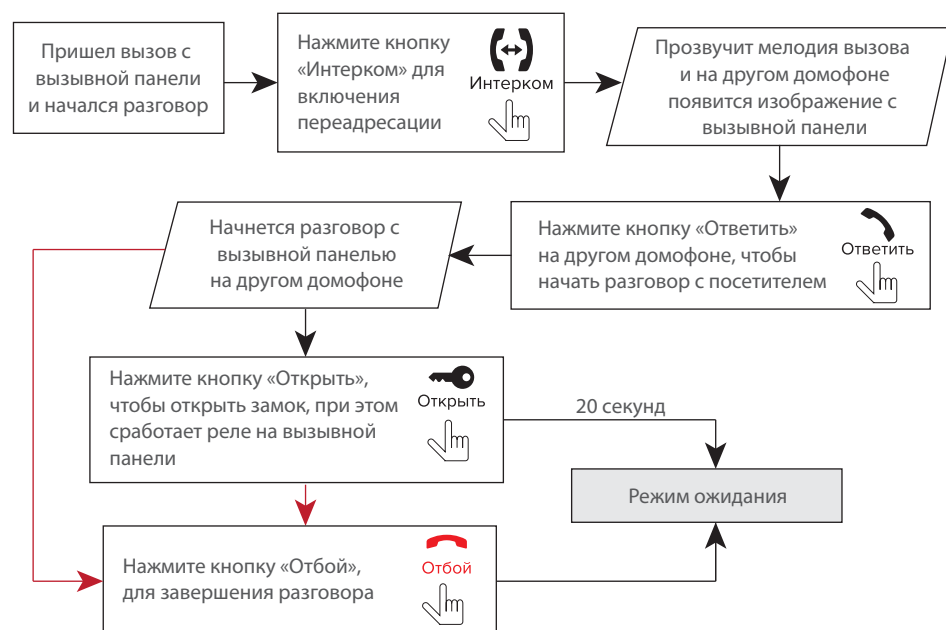 Пришел вызов с
вызывной панели
и начался разговор
Нажмите кнопку
«Интерком» для
включения
переадресации
Интерком
Прозвучит мелодия вызова
и на другом домофоне
появится изображение с
вызывной панели
Нажмите кнопку «Ответить»
на другом домофоне, чтобы
начать разговор с посетителем
Ответить
Начнется разговор с
вызывной панелью
на другом домофоне
Нажмите кнопку «Открыть»,
чтобы открыть замок, при этом
сработает реле на вызывной
панели
Открыть
20 секунд
Режим ожидания
Нажмите кнопку «Отбой»,
для завершения разговора
Отбой